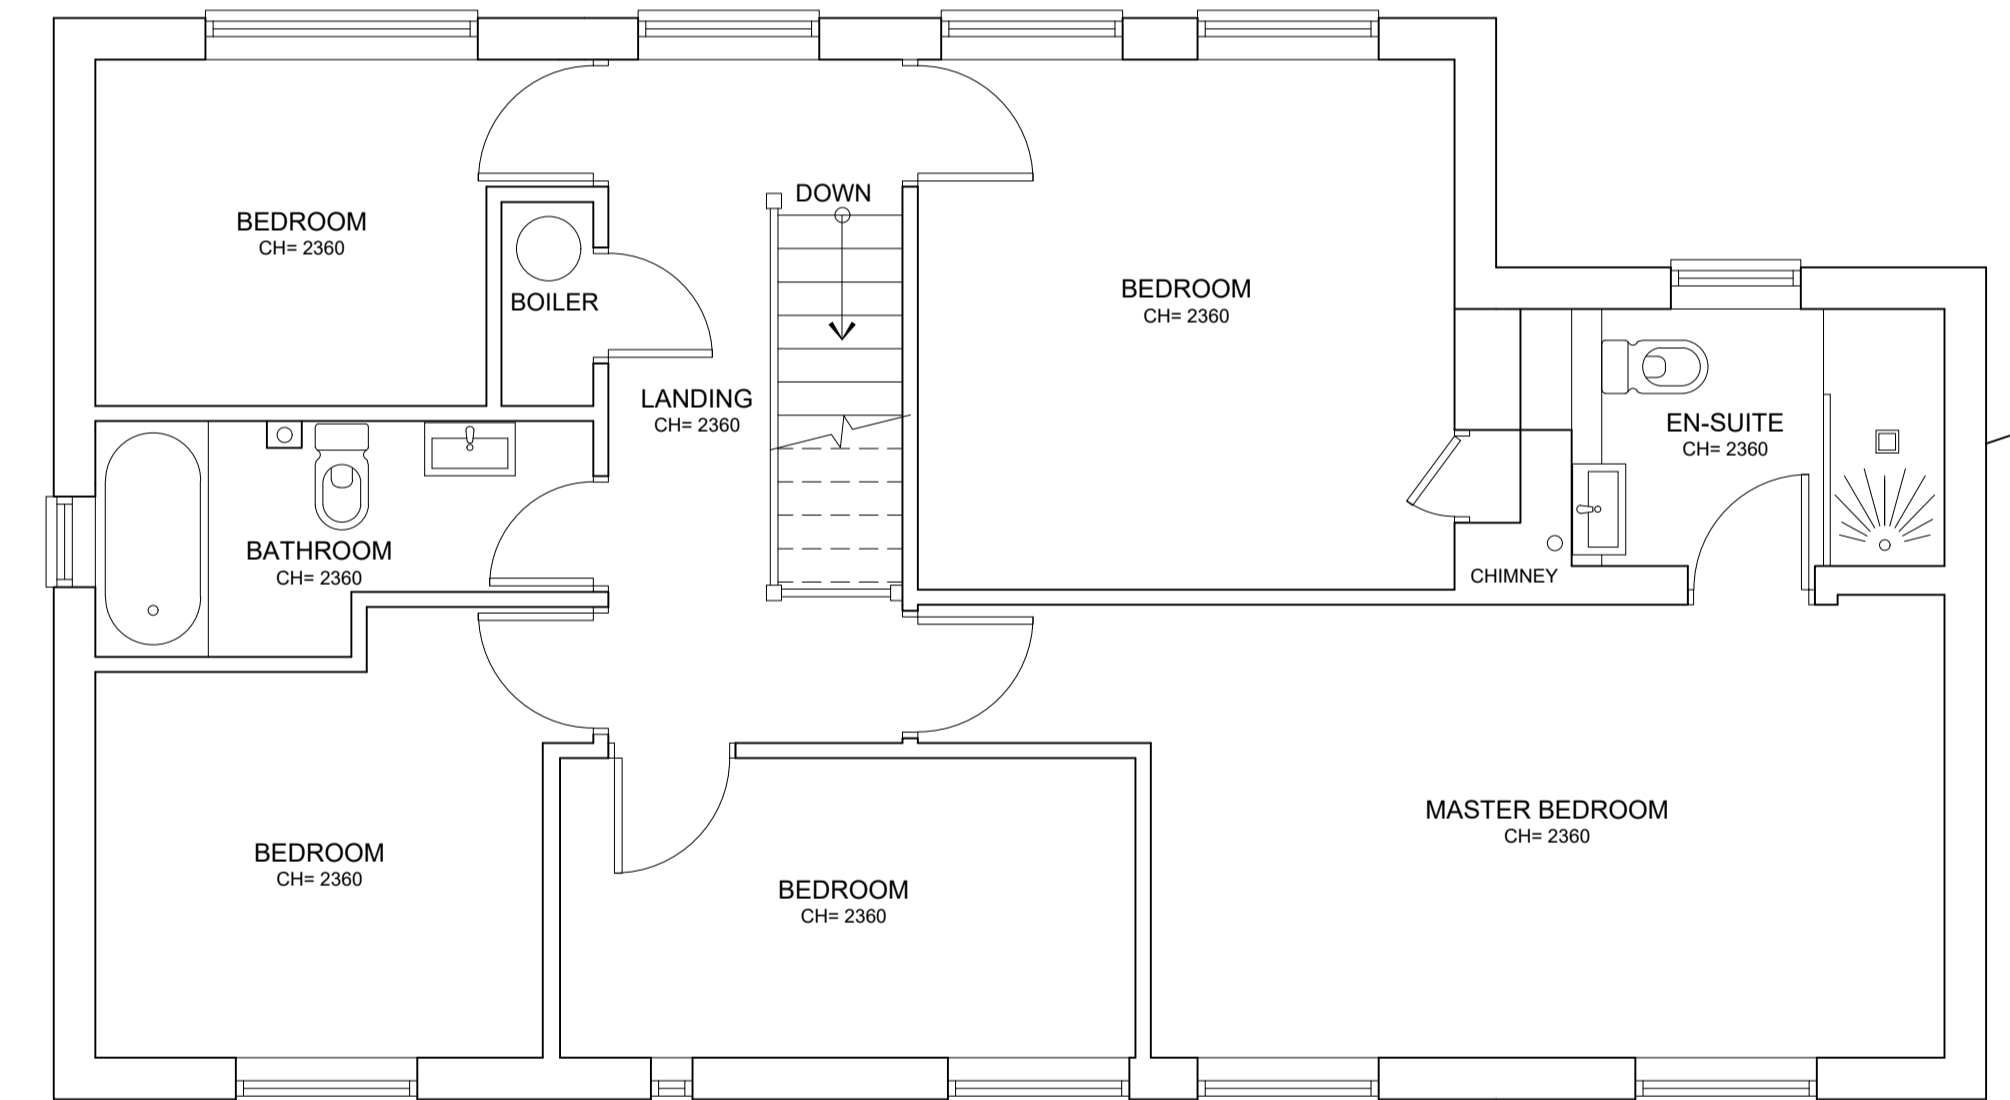 DOWN
BEDROOM
CH= 2360
BOILER
BEDROOM
CH= 2360
LANDING
CH= 2360
EN-SUITE
CH= 2360
BATHROOM
CH= 2360
CHIMNEY
MASTER BEDROOM
CH= 2360
BEDROOM
CH= 2360
BEDROOM
CH= 2360